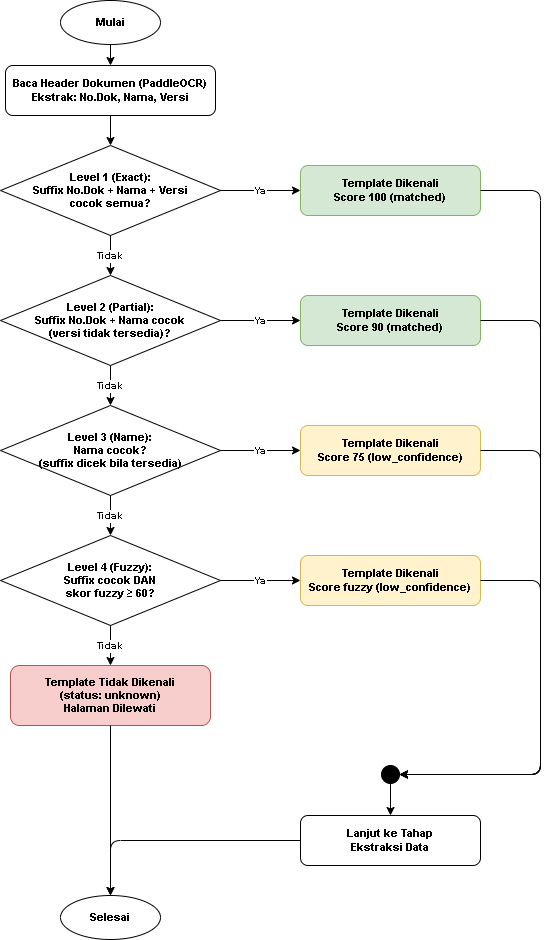 Mulai
Baca Header Dokumen (PaddleOCR)
Ekstrak: No.Dok, Nama, Versi
Level 1 (Exact):
Suffix No.Dok + Nama + Versi
cocok semua?
Ya
Template Dikenali
Score 100 (matched)
Tidak
Level 2 (Partial):
Suffix No.Dok + Nama cocok
(versi tidak tersedia)?
Ya
Template Dikenali
Score 90 (matched)
Tidak
Level 3 (Name):
Nama cocok?
(suffix dicek bila tersedia)
Ya
Template Dikenali
Score 75 (low_confidence)
Tidak
Level 4 (Fuzzy):
Suffix cocok DAN
skor fuzzy ≥ 60?
Ya
Template Dikenali
Score fuzzy (low_confidence)
Tidak
Template Tidak Dikenali
(status: unknown)
Halaman Dilewati
Lanjut ke Tahap
Ekstraksi Data
Selesai